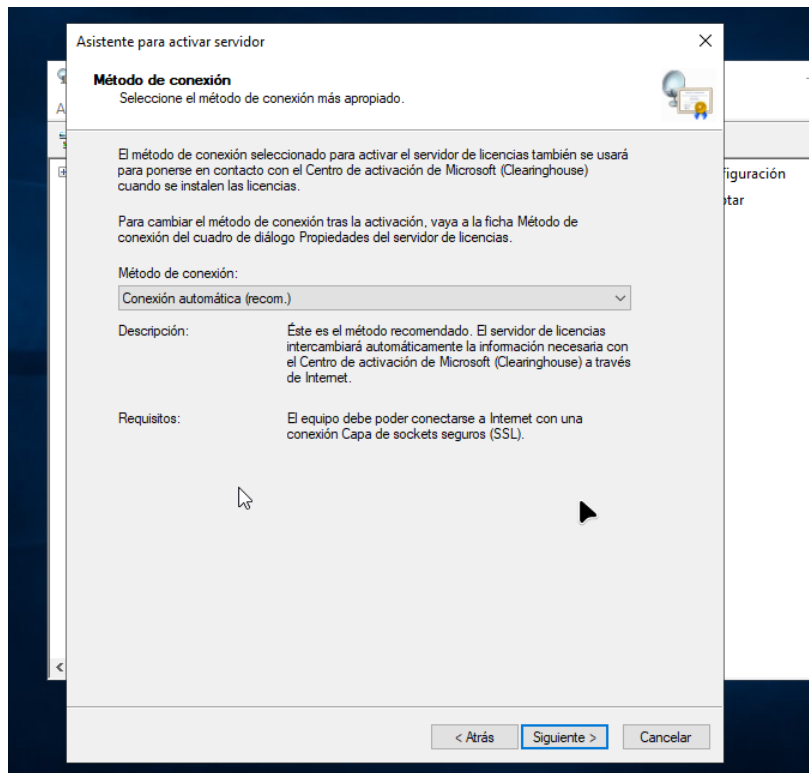 Asistente para activar servidor
Método de conexión
Seleccione el método de conexión más apropiado.
El método de conexión seleccionado para activar el servidor de licencias también se usará
para ponerse en contacto con el Centro de activación de Microsoft (Clearinghouse)
cuando se instalen las licencias.
Para cambiar el método de conexión tras la activación, vaya a la ficha Método de
conexión del cuadro de diálogo Propiedades del servidor de licencias.
Método de conexión:
Conexión automática (recom.)
Descripción:
Éste es el método recomendado. El servidor de licencias
intercambiará automáticamente la información necesaria con
el Centro de activación de Microsoft (Clearinghouse) a través
de Internet.
Requisitos:
El equipo debe poder conectarse a Internet con una
conexión Capa de sockets seguros (SSL).
< Atrás
Siguiente >
Cancelar